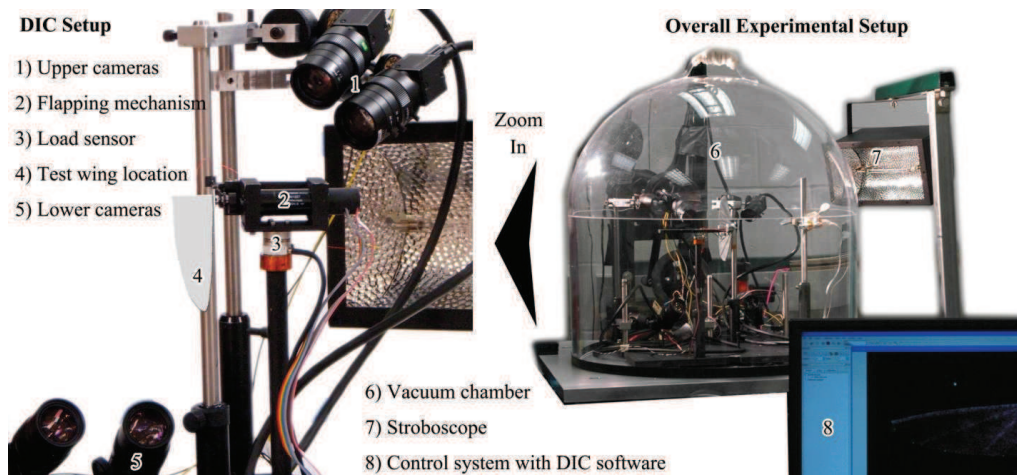 DIC Setup
1) Upper cameras
2) Flapping mechanism
3) Load sensor
4) Test wing location
5) Lower cameras
1
2
3
4
5
Zoom
In
Overall Experimental Setup
6
7
6) Vacuum chamber
7) Stroboscope
8) Control system with DIC software
8